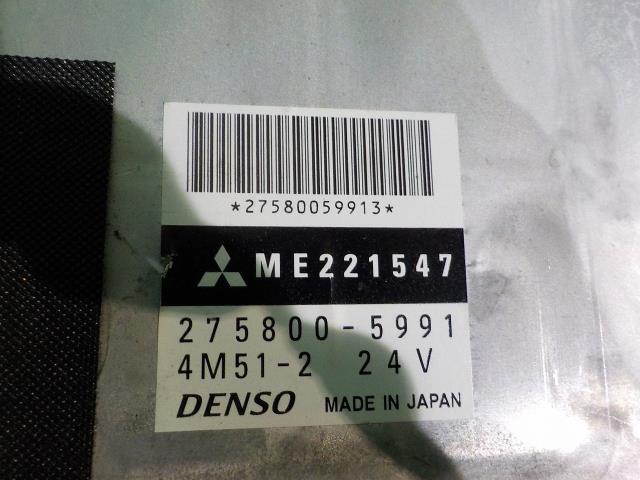 *27580059913*
ME221547
275800-5991
4M51-2 24V
DENSO MADE IN JAPAN